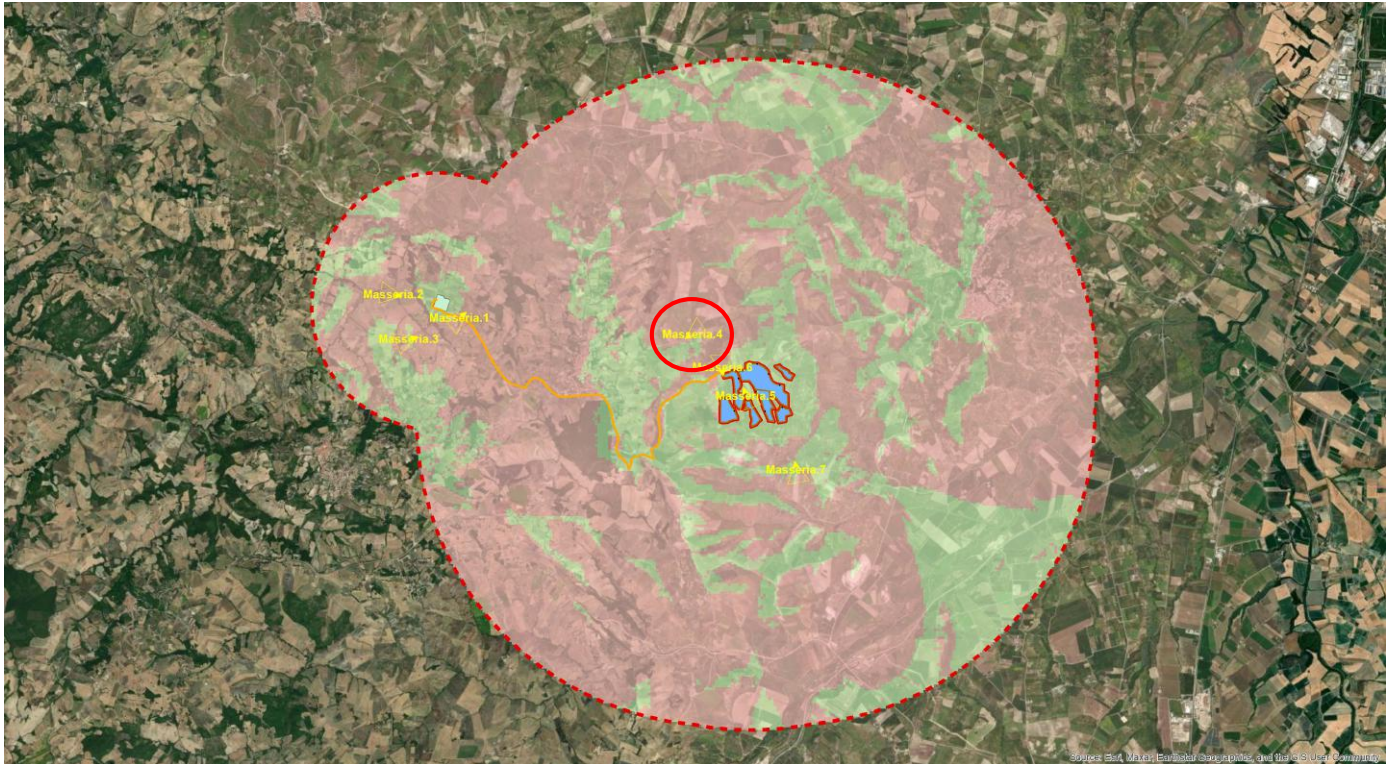 Masseria.2
Masseria.1
Masseria.3
Masseria.4
Masseria.6
Masseria.5
Masseria.7
Source: Esri, Maxar, Earthstar Geographics, and the GIS User Community